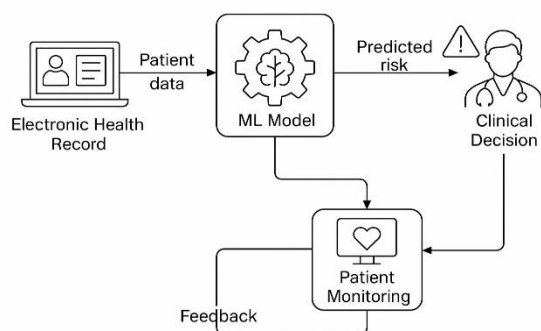 Patient
data
Predicted
risk
Electronic Health
Record
ML Model
Clinical
Decision
Patient
Monitoring
Feedback